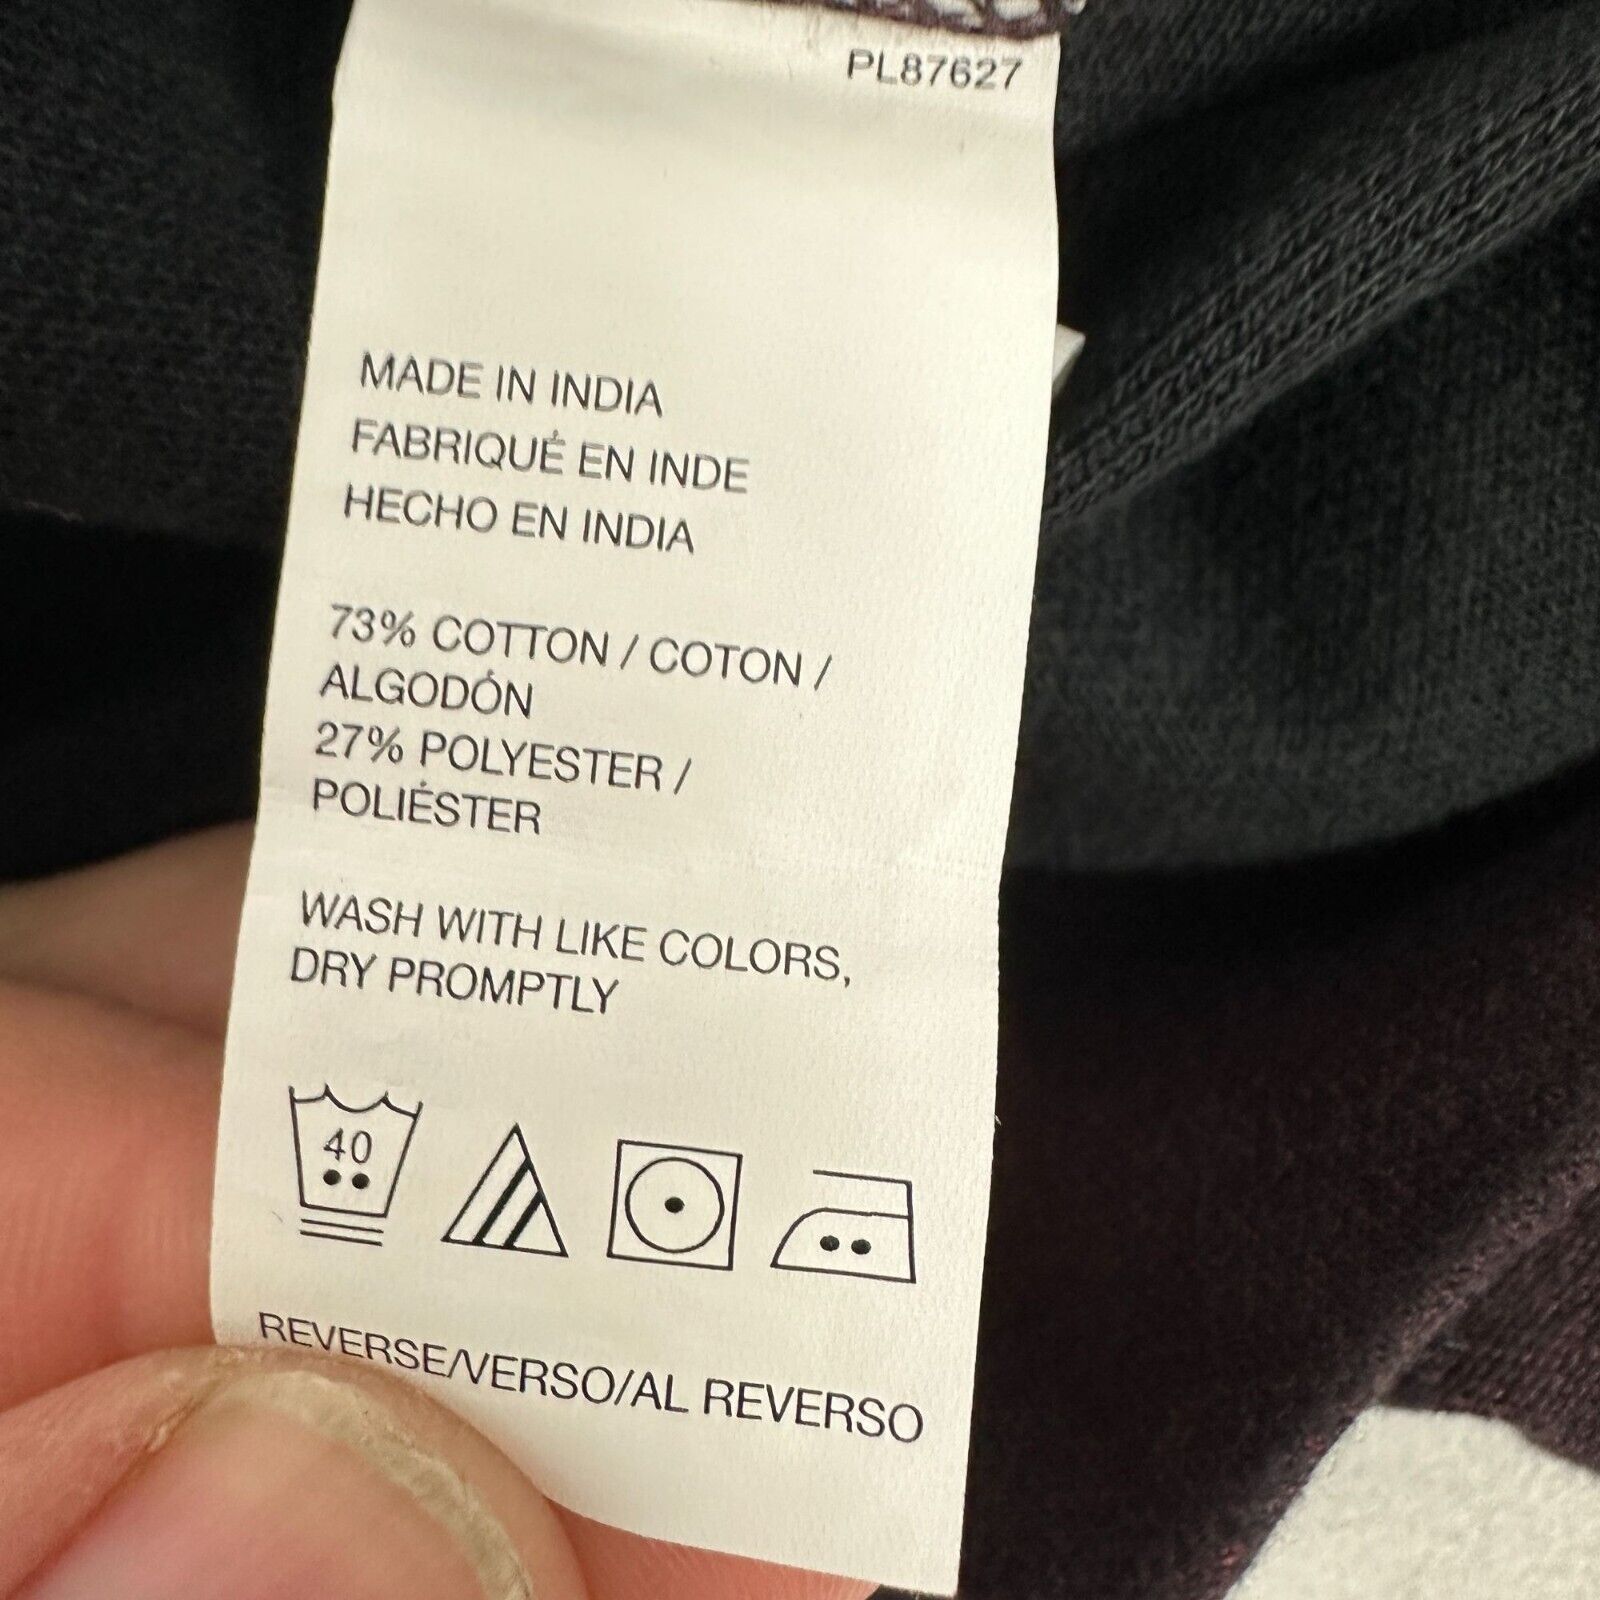 PL87627
MADE IN INDIA
FABRIQUÉ EN INDE
HECHO EN INDIA
73% COTTON / COTON /
ALGODÓN
27% POLYESTER /
POLIÉSTER
WASH WITH LIKE COLORS,
DRY PROMPTLY
40
REVERSE/VERSO/AL REVERSO